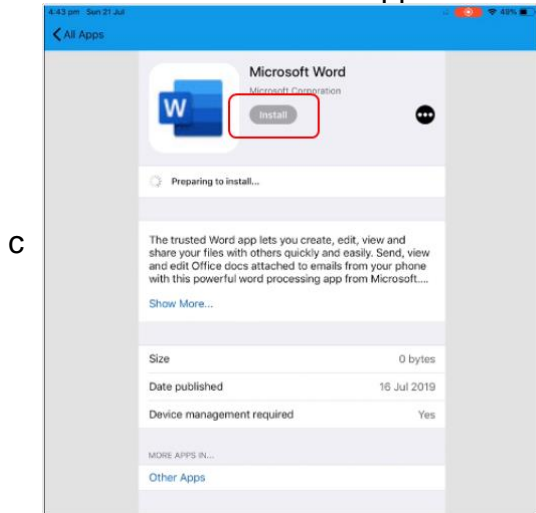 4:43 pm Sun 21 Jul
48%
All Apps
Microsoft Word
Microsoft Corporation
W
Install
Preparing to install...
c
The trusted Word app lets you create, edit, view and
share your files with others quickly and easily. Send, view
and edit Office docs attached to emails from your phone
with this powerful word processing app from Microsoft....
Show More...
Size 0 bytes
Date published 16 Jul 2019
Device management required Yes
MORE APPS IN...
Other Apps